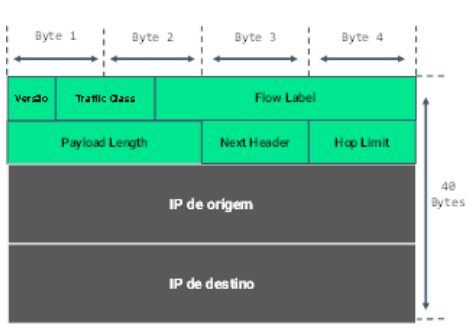 Byte 1 Byte 2 Byte 3 Byte 4
Versão Traffic Class Flow Label
Payload Length Next Header Hop Limit
40
Bytes
IP de origem
IP de destino